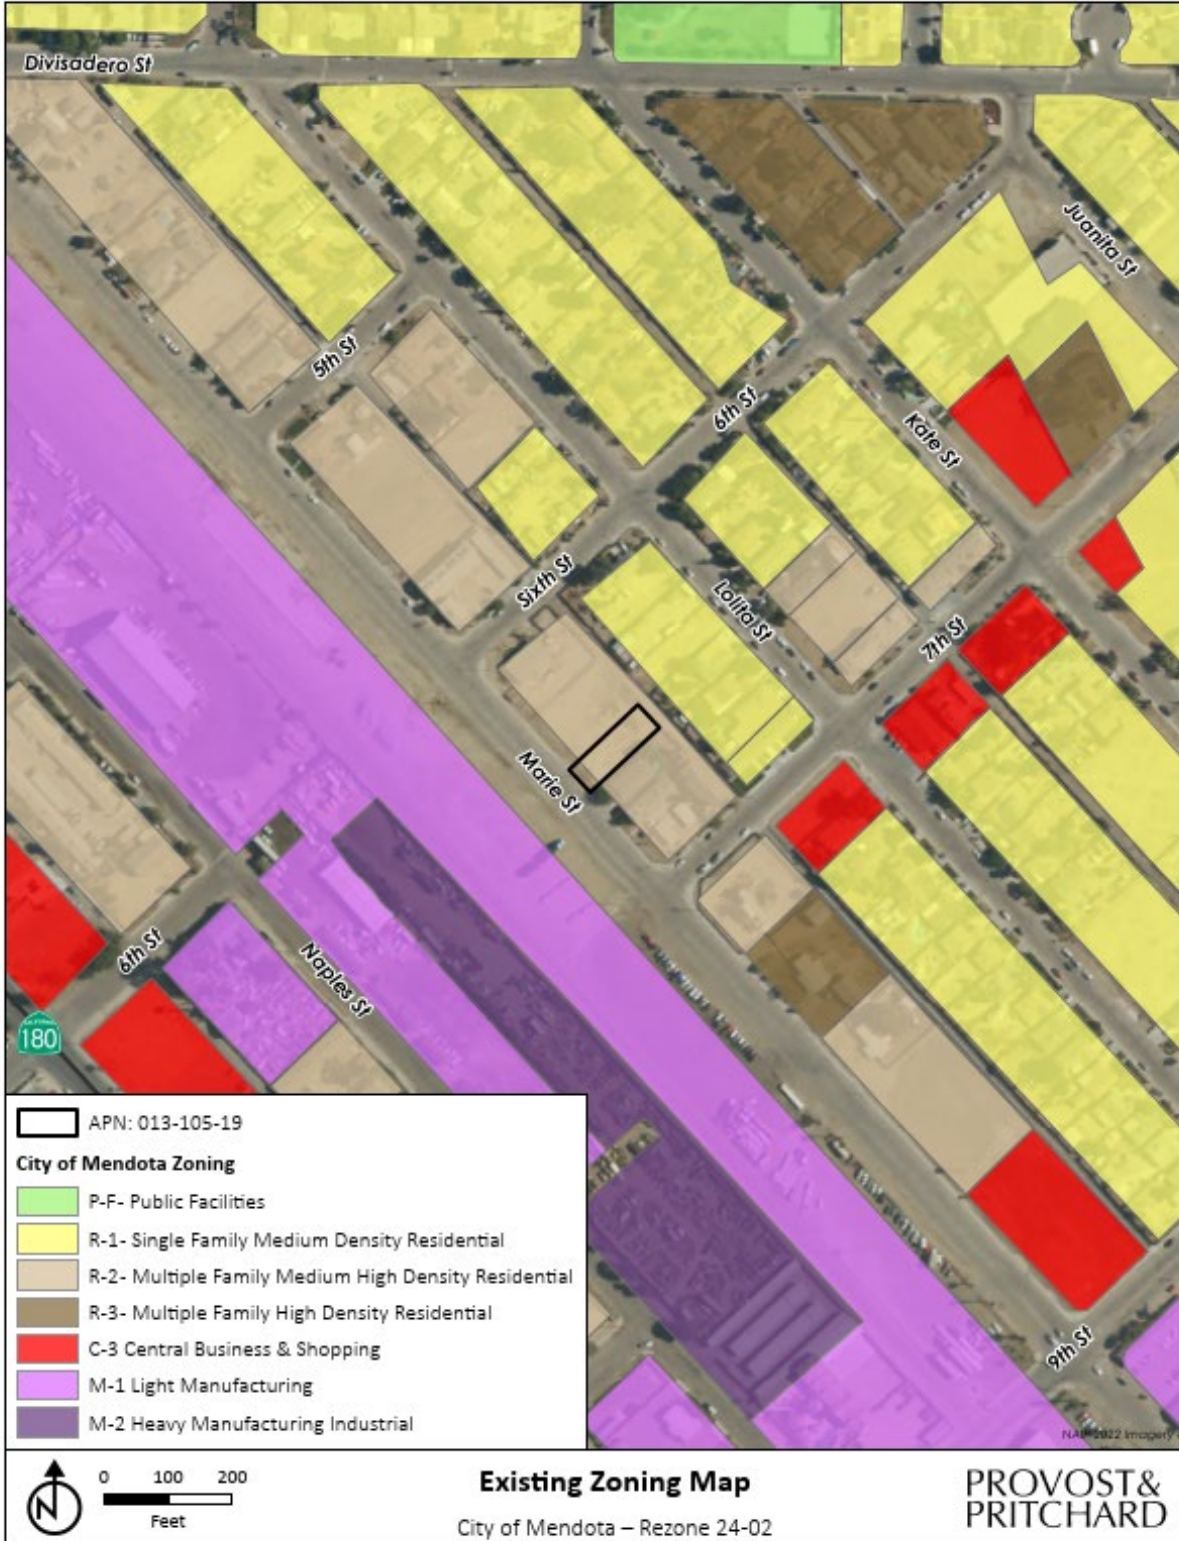 Divisadero St
Juanita St
5th St
6th St
Kate St
Sixth St
Lolita St
7th St
Marie St
6th St
Naples St
180
9th St
APN: 013-105-19
City of Mendota Zoning
P-F- Public Facilities
R-1- Single Family Medium Density Residential
R-2- Multiple Family Medium High Density Residential
R-3- Multiple Family High Density Residential
C-3 Central Business & Shopping
M-1 Light Manufacturing
M-2 Heavy Manufacturing Industrial
NAIP 2022 Imagery
N
0 100 200
Feet
Existing Zoning Map
City of Mendota – Rezone 24-02
PROVOST&
PRITCHARD